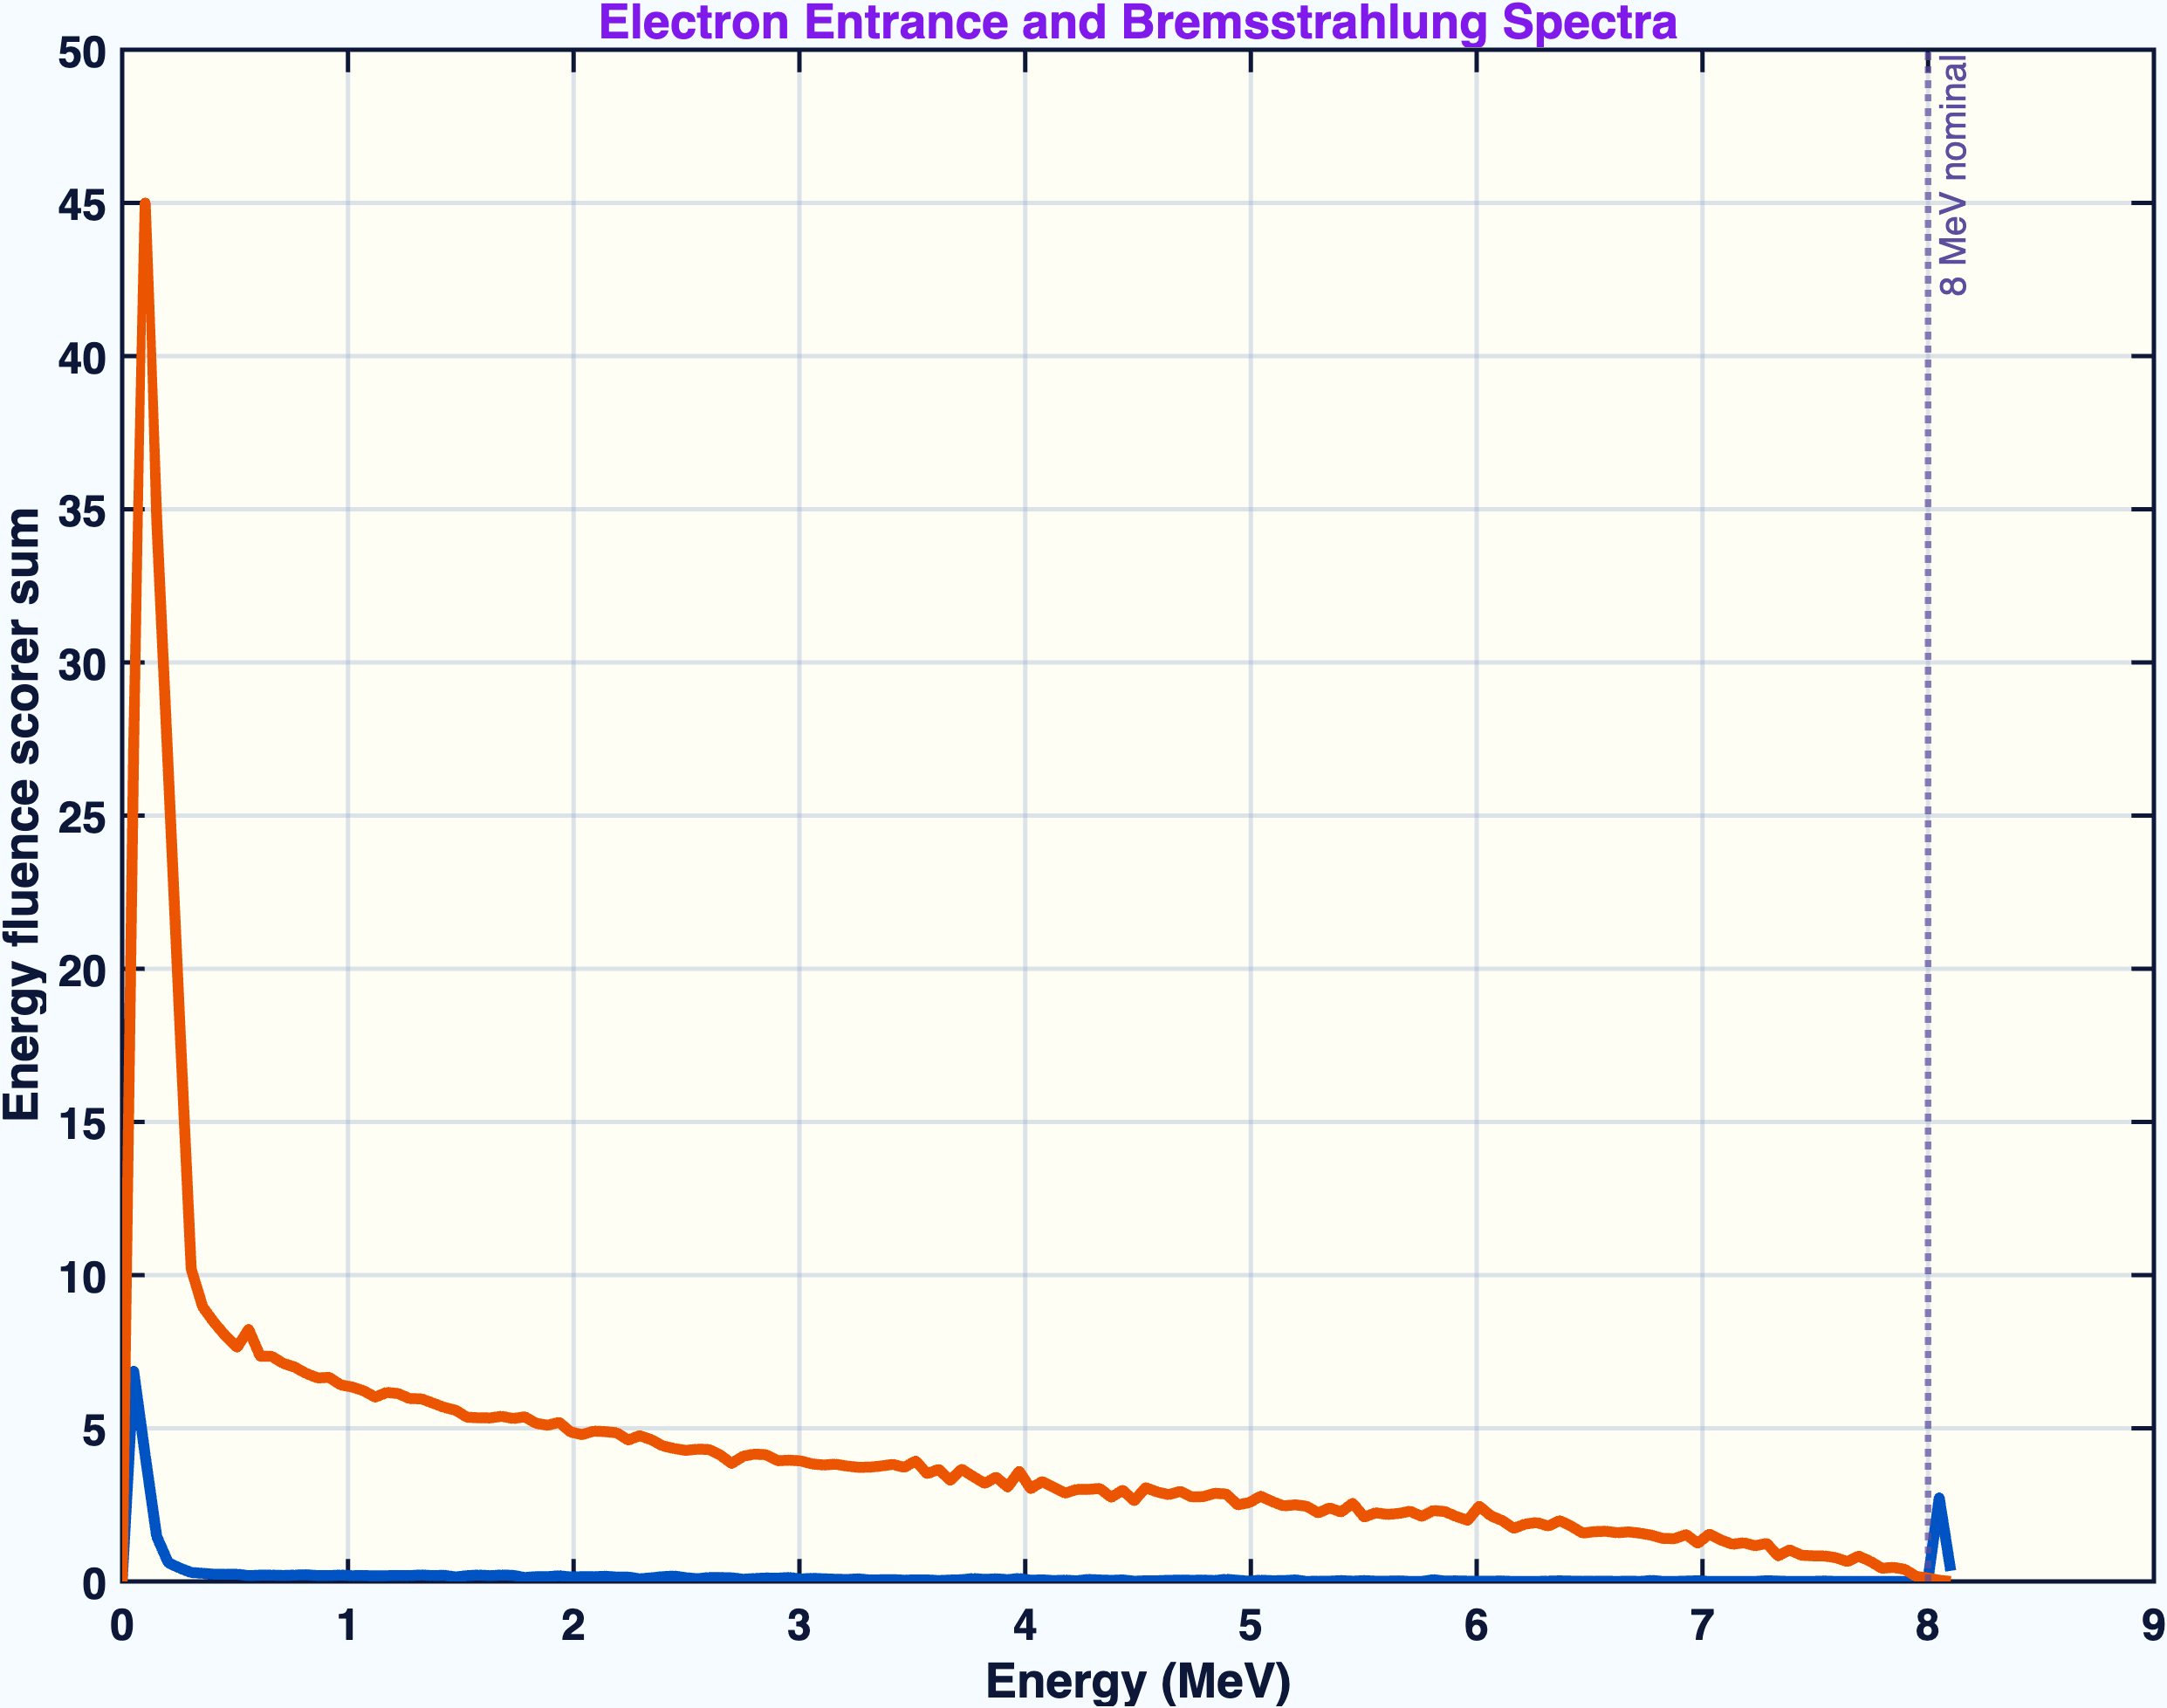 Electron Entrance and Bremsstrahlung Spectra
50
45
40
35
30
25
20
15
10
5
0
Energy fluence scorer sum
8 MeV nominal
0 1 2 3 4 5 6 7 8 9
Energy (MeV)